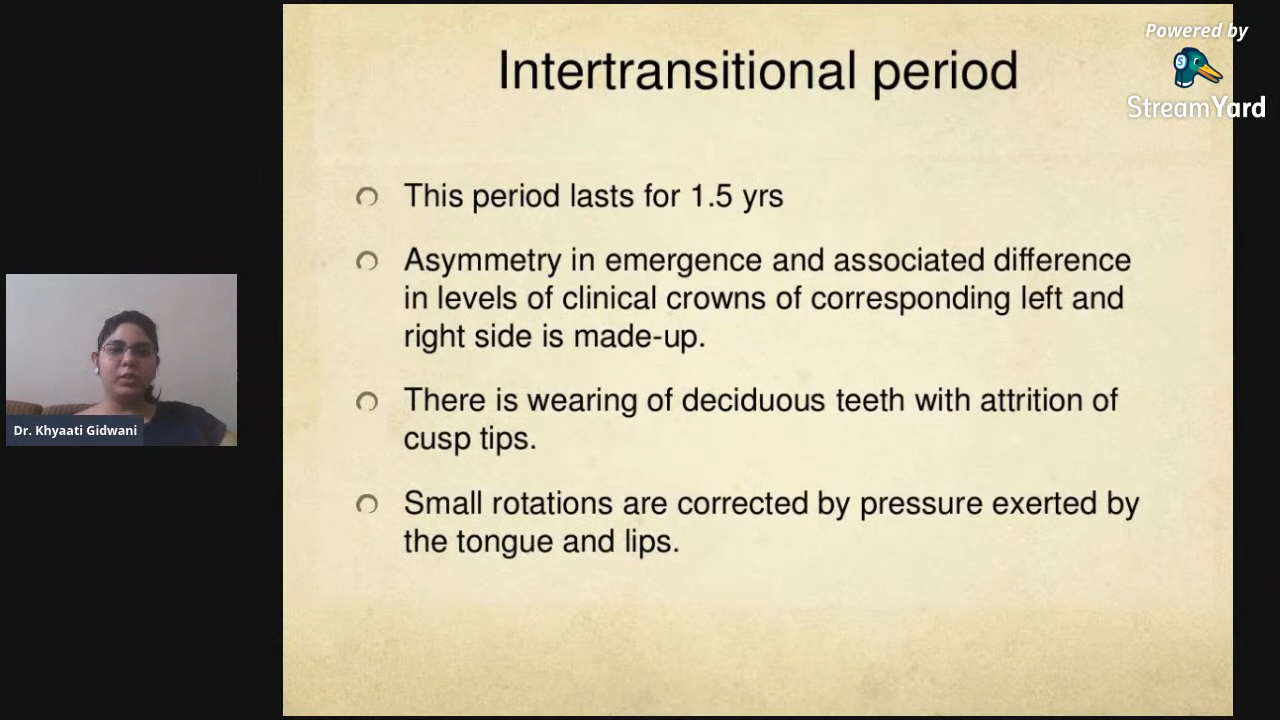 Intertransitional period
Powered by
StreamYard
This period lasts for 1.5 yrs
Asymmetry in emergence and associated difference
in levels of clinical crowns of corresponding left and
right side is made-up.
There is wearing of deciduous teeth with attrition of
cusp tips.
Small rotations are corrected by pressure exerted by
the tongue and lips.
Dr. Khyaati Gidwani